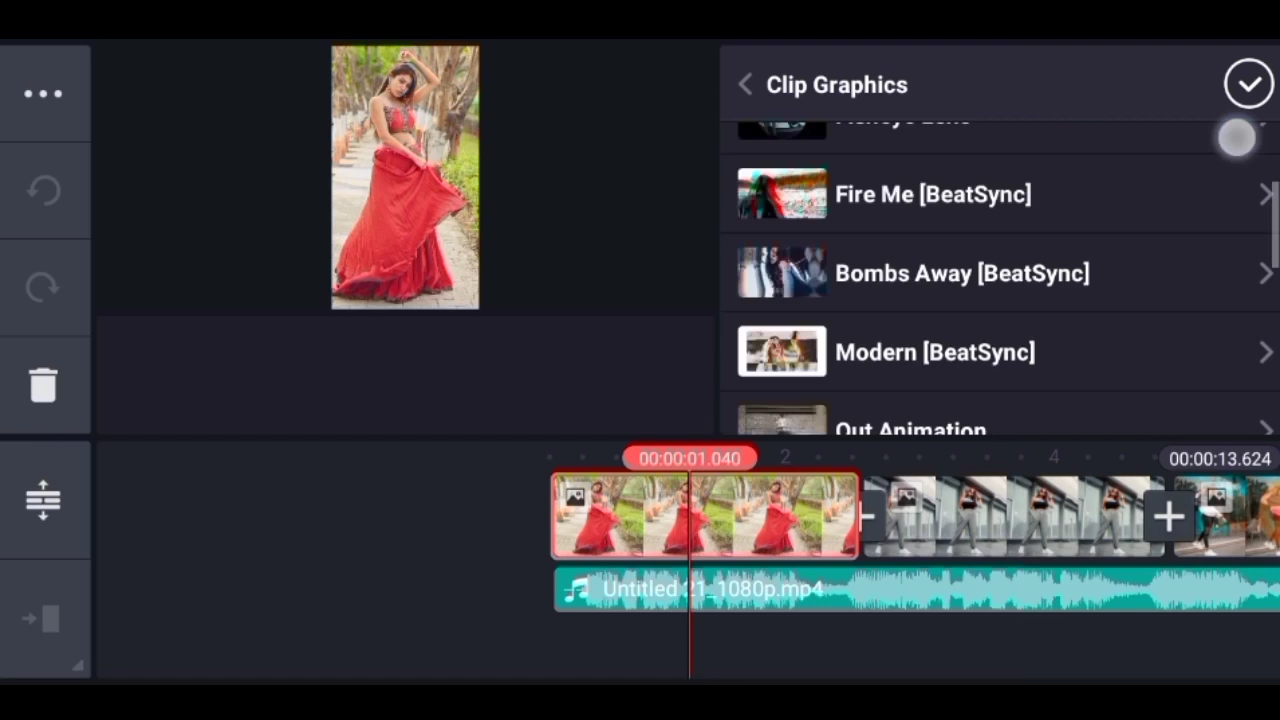 Clip Graphics
Fire Me [BeatSync]
Bombs Away [BeatSync]
Modern [BeatSync]
Out Animation
00:00:01.040
2
4
00:00:13.624
Untitled 21_1080p.mp4